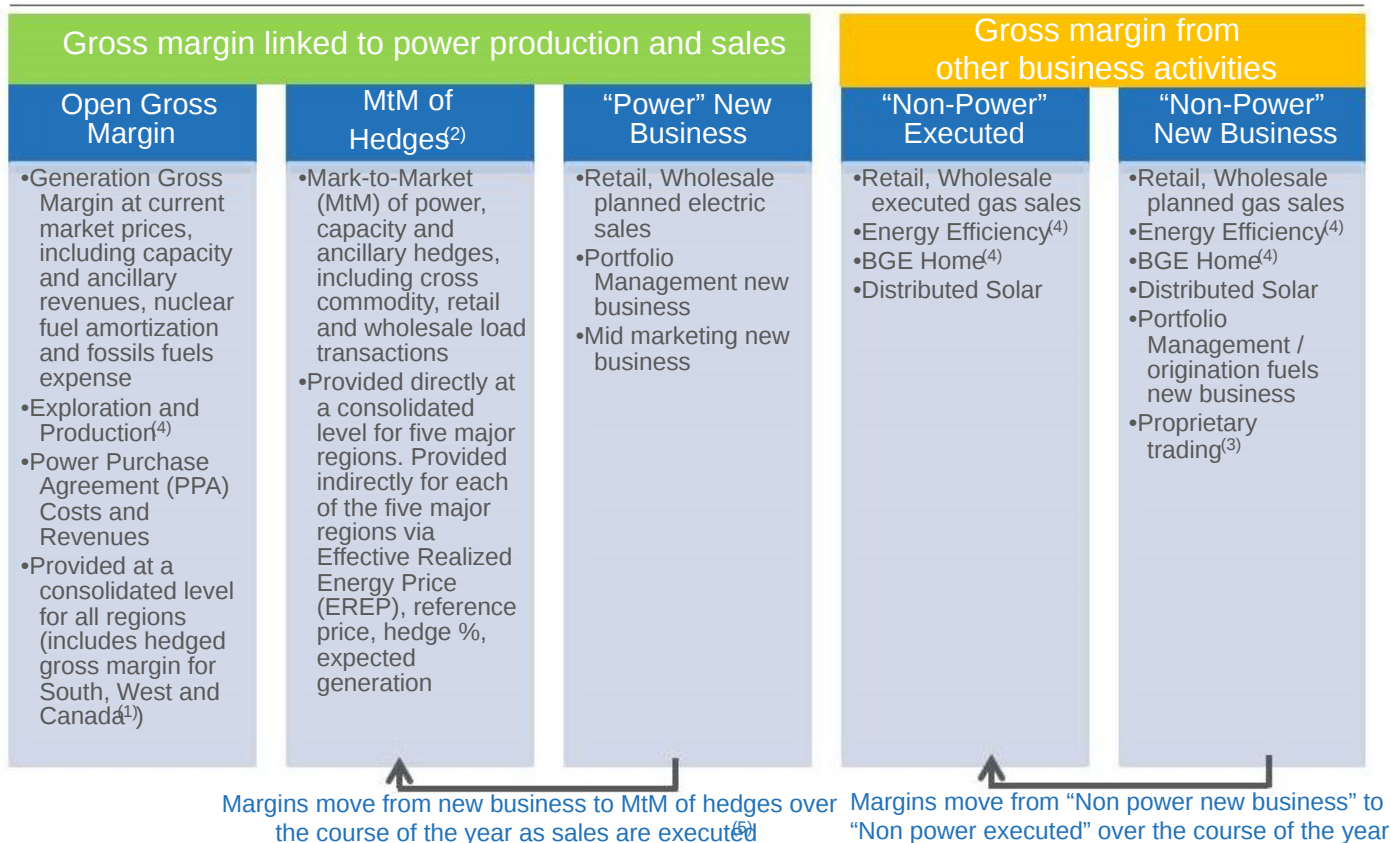 Gross margin linked to power production and sales
Gross margin from
other business activities
Open Gross
Margin
•Generation Gross
Margin at current
market prices,
including capacity
and ancillary
revenues, nuclear
fuel amortization
and fossils fuels
expense
•Exploration and
Production(4)
•Power Purchase
Agreement (PPA)
Costs and
Revenues
•Provided at a
consolidated level
for all regions
(includes hedged
gross margin for
South, West and
Canada(1))
MtM of
Hedges(2)
•Mark-to-Market
(MtM) of power,
capacity and
ancillary hedges,
including cross
commodity, retail
and wholesale load
transactions
•Provided directly at
a consolidated
level for five major
regions. Provided
indirectly for each
of the five major
regions via
Effective Realized
Energy Price
(EREP), reference
price, hedge %,
expected
generation
“Power” New
Business
•Retail, Wholesale
planned electric
sales
•Portfolio
Management new
business
•Mid marketing new
business
“Non-Power”
Executed
•Retail, Wholesale
executed gas sales
•Energy Efficiency(4)
•BGE Home(4)
•Distributed Solar
“Non-Power”
New Business
•Retail, Wholesale
planned gas sales
•Energy Efficiency(4)
•BGE Home(4)
•Distributed Solar
•Portfolio
Management /
origination fuels
new business
•Proprietary
trading(3)
Margins move from new business to MtM of hedges over
the course of the year as sales are executed(5)
Margins move from “Non power new business” to
“Non power executed” over the course of the year